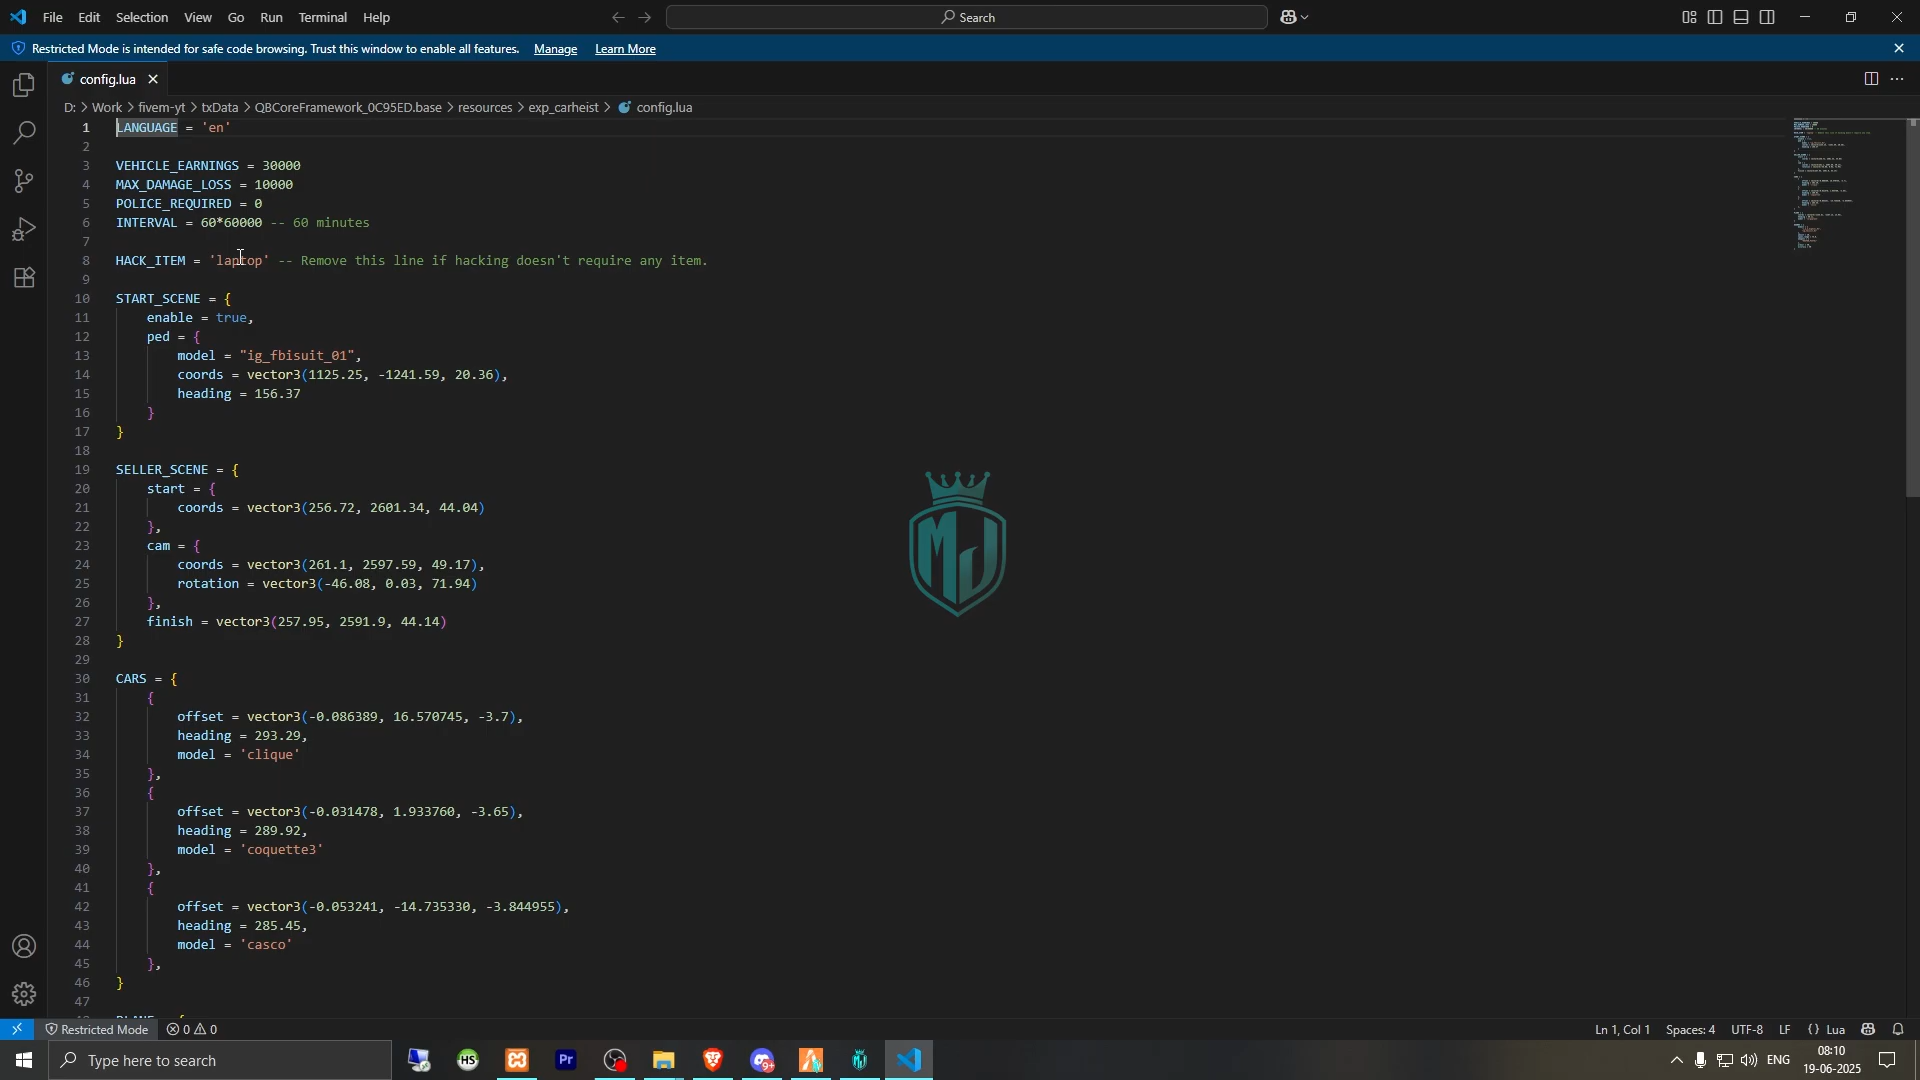 File Edit Selection View Go Run Terminal Help
Search
Restricted Mode is intended for safe code browsing. Trust this window to enable all features. Manage Learn More
config.lua
D: > Work > fivem-yt > txData > QBCoreFramework_0C95ED.base > resources > exp_carheist > config.lua
1 LANGUAGE = 'en'
2
3 VEHICLE_EARNINGS = 30000
4 MAX_DAMAGE_LOSS = 10000
5 POLICE_REQUIRED = 0
6 INTERVAL = 60*60000 -- 60 minutes
7
8 HACK_ITEM = 'laptop' -- Remove this line if hacking doesn't require any item.
9
10 START_SCENE = {
11 enable = true,
12 ped = {
13 model = "ig_fbisuit_01",
14 coords = vector3(1125.25, -1241.59, 20.36),
15 heading = 156.37
16 }
17 }
18
19 SELLER_SCENE = {
20 start = {
21 coords = vector3(256.72, 2601.34, 44.04)
22 },
23 cam = {
24 coords = vector3(261.1, 2597.59, 49.17),
25 rotation = vector3(-46.08, 0.03, 71.94)
26 },
27 finish = vector3(257.95, 2591.9, 44.14)
28 }
29
30 CARS = {
31 {
32 offset = vector3(-0.086389, 16.570745, -3.7),
33 heading = 293.29,
34 model = 'clique'
35 },
36 {
37 offset = vector3(-0.031478, 1.933760, -3.65),
38 heading = 289.92,
39 model = 'coquette3'
40 },
41 {
42 offset = vector3(-0.053241, -14.735330, -3.844955),
43 heading = 285.45,
44 model = 'casco'
45 },
46 }
47
MJ
Restricted Mode 0 0 Ln 1, Col 1 Spaces: 4 UTF-8 LF {} Lua
Type here to search
HS
Pr
9+
ENG
08:10
19-06-2025